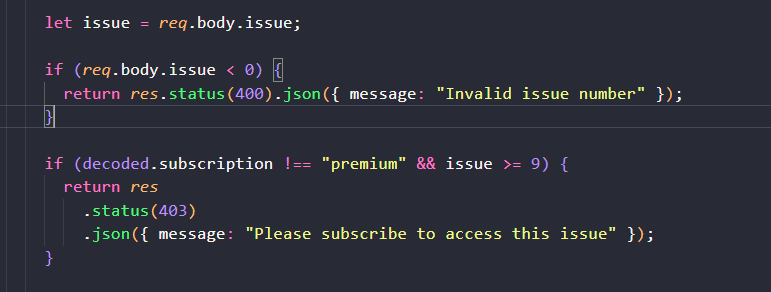 let issue = req.body.issue;
if (req.body.issue < 0) {
return res.status(400).json({ message: "Invalid issue number" });
}
if (decoded.subscription !== "premium" && issue >= 9) {
return res
.status(403)
.json({ message: "Please subscribe to access this issue" });
}